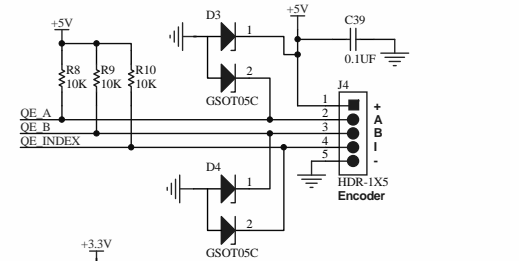 D3
+5V
+5V
C39
1
R8
R9
R10
10K
10K
10K
2
0.1UF
GSOT05C
J4
QE_A
1
+
2
A
QE_B
3
B
QE_INDEX
4
I
5
-
D4
HDR-1X5
1
Encoder
2
GSOT05C
+3.3V